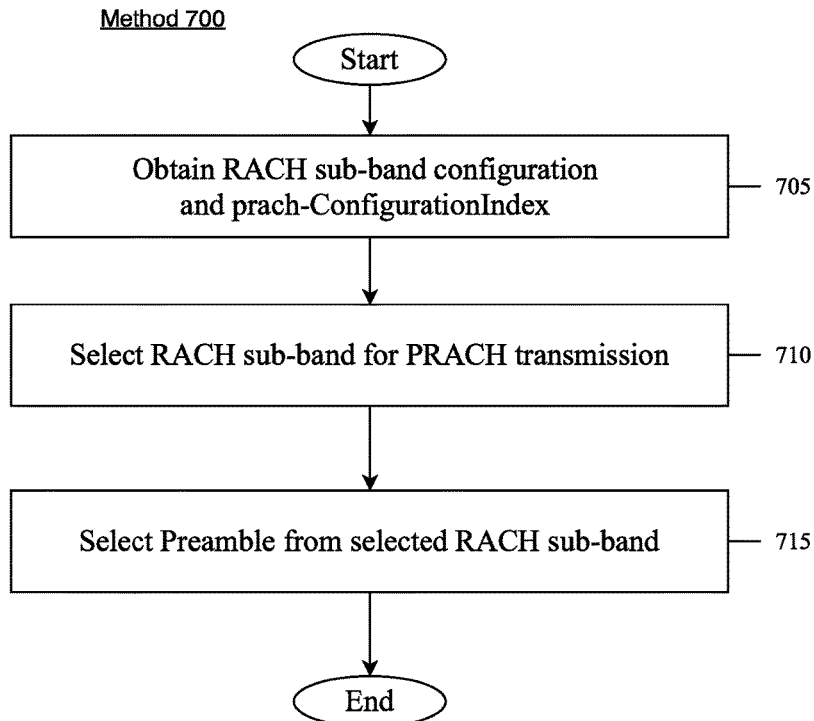 Method 700
Start
Obtain RACH sub-band configuration
and prach-ConfigurationIndex
705
Select RACH sub-band for PRACH transmission
710
Select Preamble from selected RACH sub-band
715
End